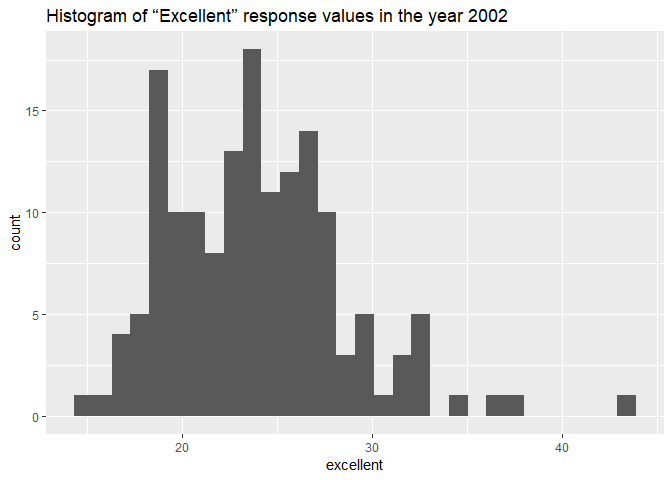 Histogram of “Excellent” response values in the year 2002
15
10
5
0
count
20 30 40
excellent